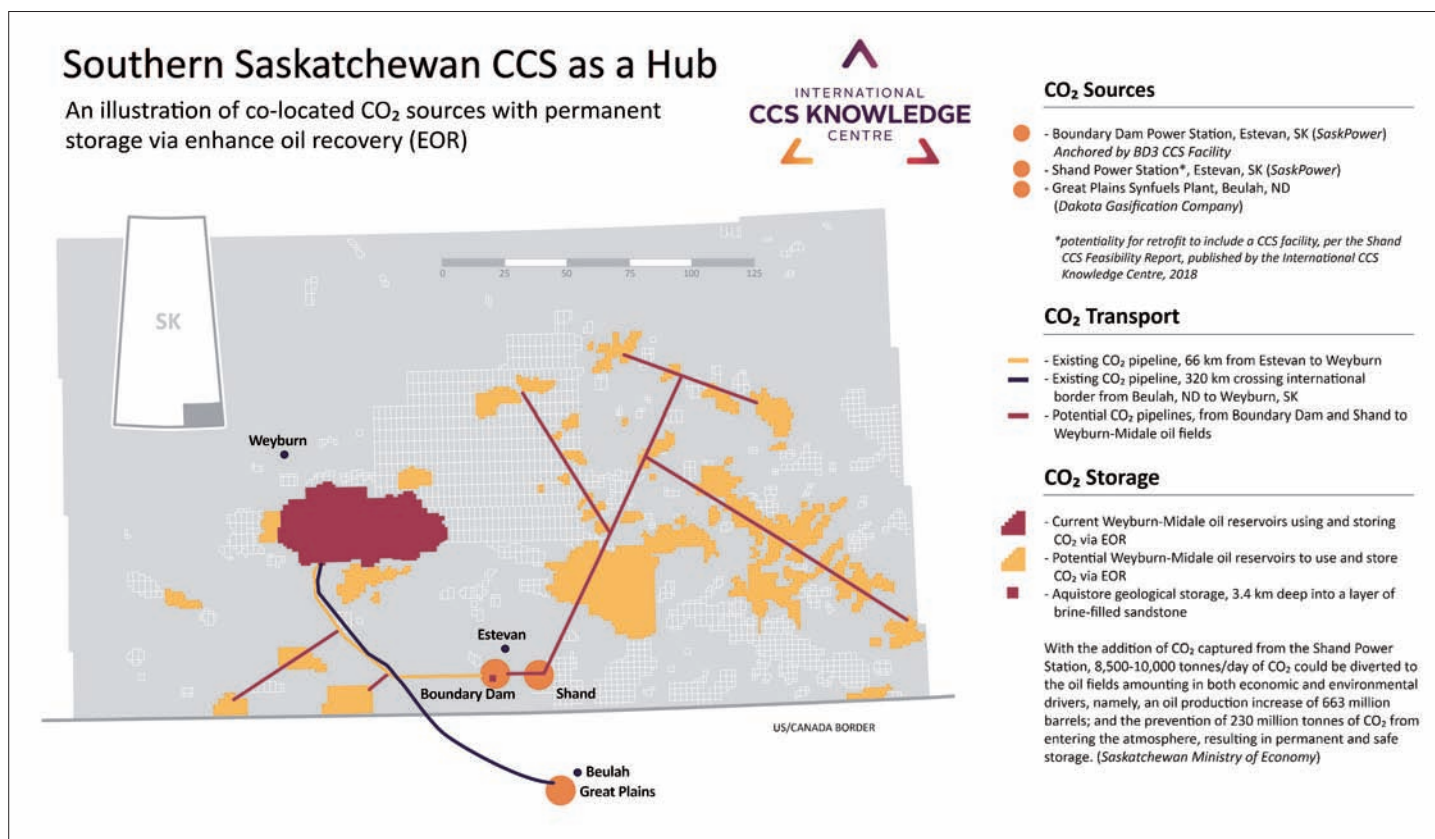 Southern Saskatchewan CCS as a Hub
An illustration of co-located CO₂ sources with permanent
storage via enhance oil recovery (EOR)
INTERNATIONAL
CCS KNOWLEDGE
CENTRE
SK
0 25 50 75 100 125
Weyburn
Estevan
Boundary Dam
Shand
US/CANADA BORDER
Beulah
Great Plains
CO₂ Sources
- Boundary Dam Power Station, Estevan, SK (SaskPower)
Anchored by BD3 CCS Facility
- Shand Power Station*, Estevan, SK (SaskPower)
- Great Plains Synfuels Plant, Beulah, ND
(Dakota Gasification Company)
*potentiality for retrofit to include a CCS facility, per the Shand
CCS Feasibility Report, published by the International CCS
Knowledge Centre, 2018
CO₂ Transport
- Existing CO₂ pipeline, 66 km from Estevan to Weyburn
- Existing CO₂ pipeline, 320 km crossing international
border from Beulah, ND to Weyburn, SK
- Potential CO₂ pipelines, from Boundary Dam and Shand to
Weyburn-Midale oil fields
CO₂ Storage
- Current Weyburn-Midale oil reservoirs using and storing
CO₂ via EOR
- Potential Weyburn-Midale oil reservoirs to use and store
CO₂ via EOR
- Aquistore geological storage, 3.4 km deep into a layer of
brine-filled sandstone
With the addition of CO₂ captured from the Shand Power
Station, 8,500-10,000 tonnes/day of CO₂ could be diverted to
the oil fields amounting in both economic and environmental
drivers, namely, an oil production increase of 663 million
barrels; and the prevention of 230 million tonnes of CO₂ from
entering the atmosphere, resulting in permanent and safe
storage. (Saskatchewan Ministry of Economy)